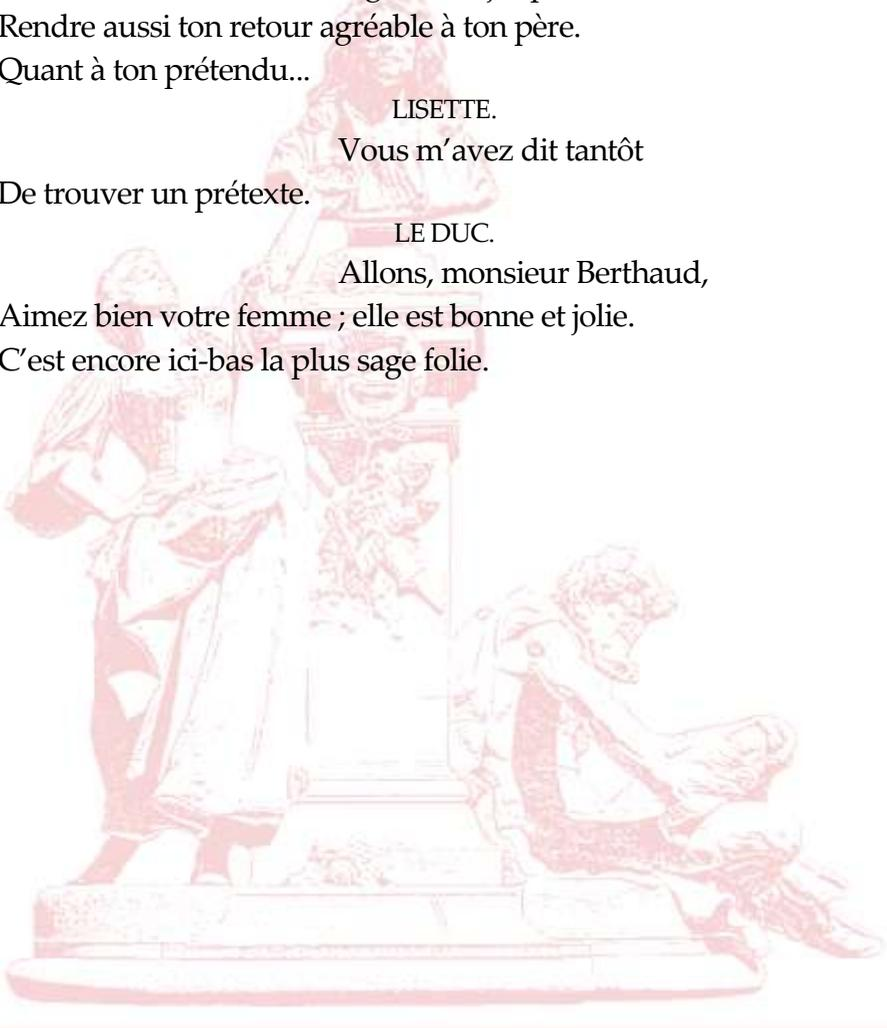 Rendre aussi ton retour agréable à ton père.
Quant à ton prétendu...
LISETTE.
Vous m’avez dit tantôt
De trouver un prétexte.
LE DUC.
Allons, monsieur Berthaud,
Aimez bien votre femme ; elle est bonne et jolie.
C’est encore ici-bas la plus sage folie.